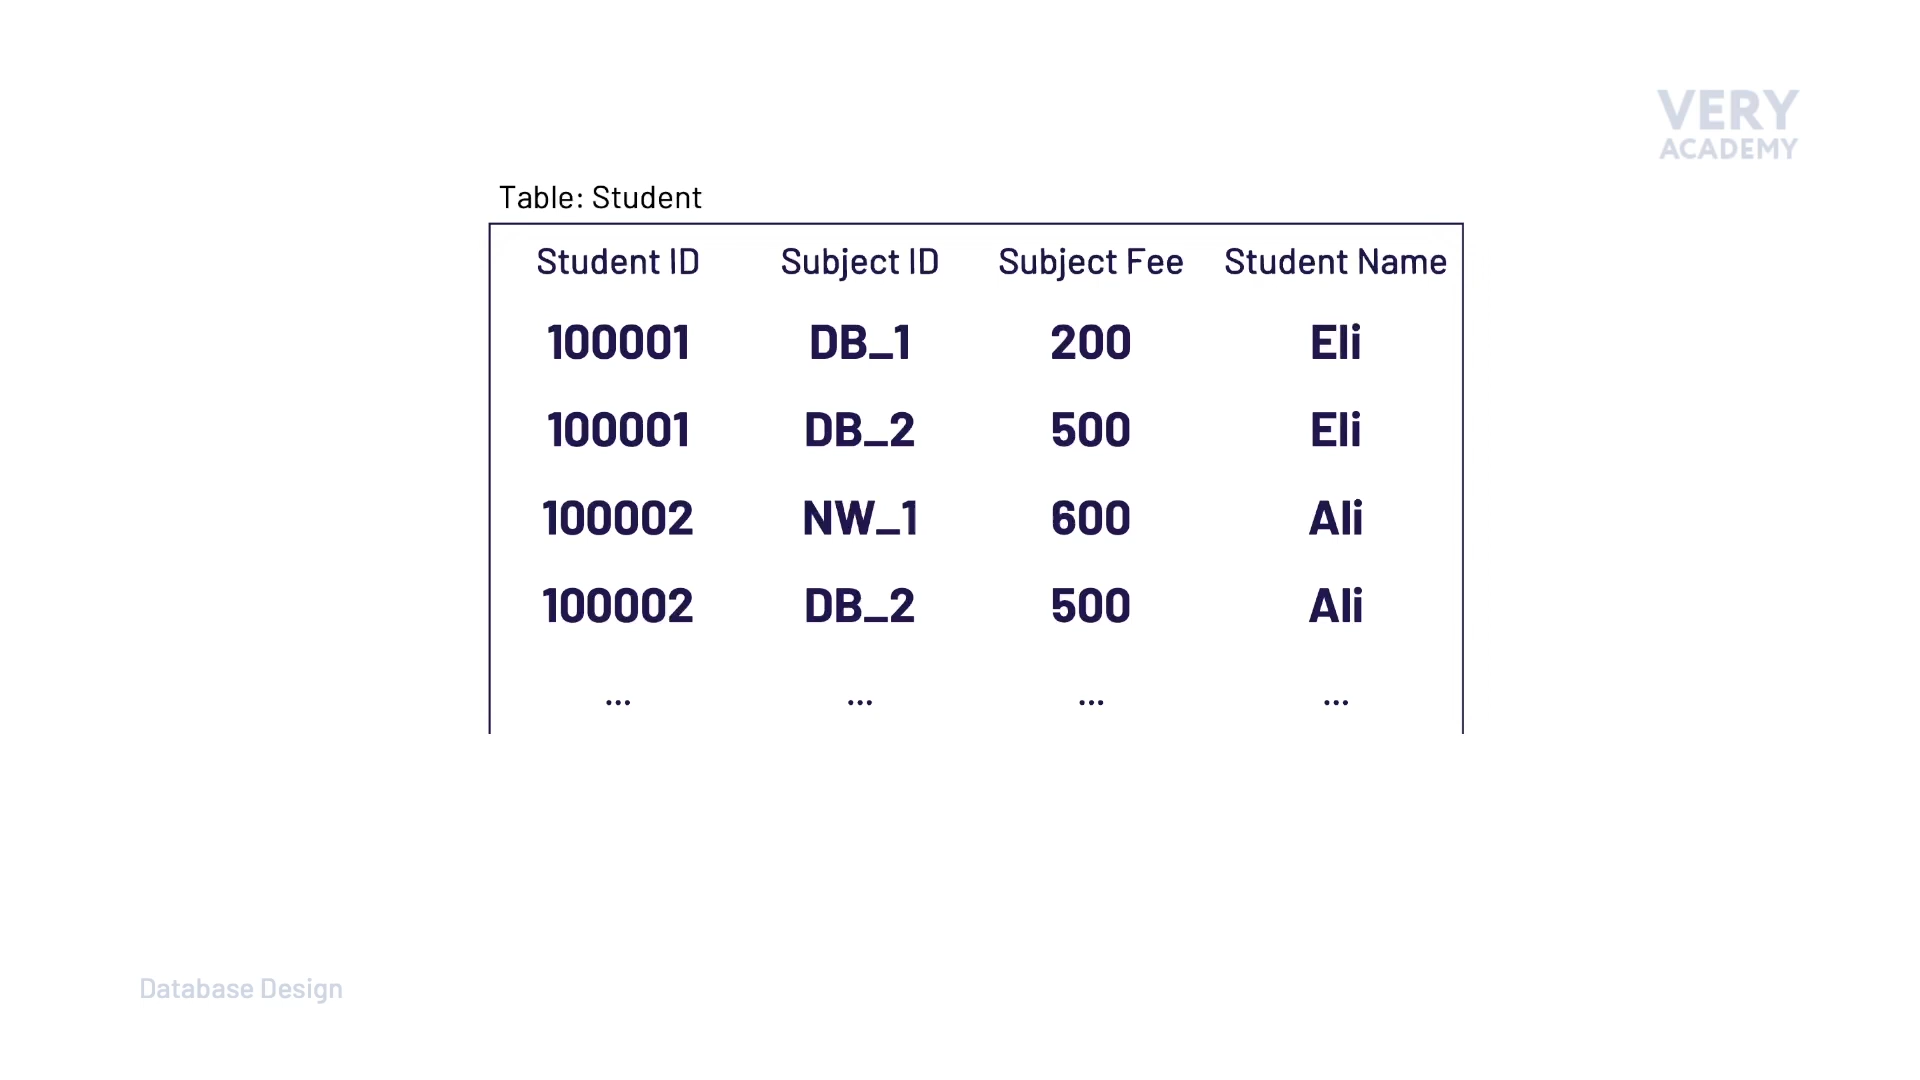 VERY
ACADEMY
Table: Student
Student ID Subject ID Subject Fee Student Name
100001 DB_1 200 Eli
100001 DB_2 500 Eli
100002 NW_1 600 Ali
100002 DB_2 500 Ali
... ... ... ...
Database Design